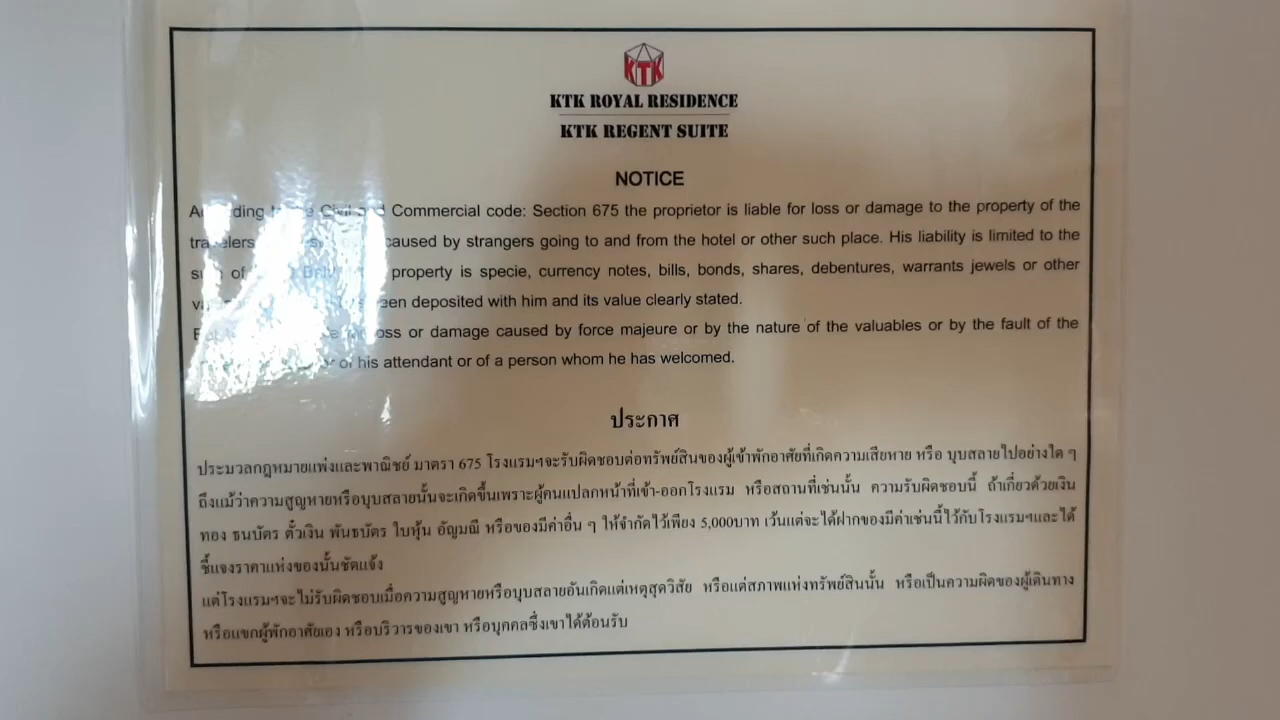 KTK
KTK ROYAL RESIDENCE
KTK REGENT SUITE
NOTICE
According Civil and Commercial code: Section 675 the proprietor is liable for loss or damage to the property of the
travelers caused by strangers going to and from the hotel or other such place. His liability is limited to the
of property is specie, currency notes, bills, bonds, shares, debentures, warrants jewels or other
been deposited with him and its value clearly stated.
loss or damage caused by force majeure or by the nature of the valuables or by the fault of the
of his attendant or of a person whom he has welcomed.
ประกาศ
ประมวลกฎหมายแพ่งและพาณิชย์ มาตรา 675 โรงแรมฯจะรับผิดชอบต่อทรัพย์สินของผู้เข้าพักอาศัยที่เกิดความเสียหาย หรือ บุบสลายไปอย่างใด ๆ
ถึงแม้ว่าความสูญหายหรือบุบสลายนั้นจะเกิดขึ้นเพราะผู้คนแปลกหน้าที่เข้า-ออกโรงแรม หรือสถานที่เช่นนั้น ความรับผิดชอบนี้ ถ้าเกี่ยวด้วยเงิน
ทอง ธนบัตร ตั๋วเงิน พันธบัตร ใบหุ้น อัญมณี หรือของมีค่าอื่น ๆ ให้จำกัดไว้เพียง 5,000บาท เว้นแต่จะได้ฝากของมีค่าเช่นนี้ไว้กับโรงแรมฯและได้
ชี้แจงราคาแห่งของนั้นชัดแจ้ง
แต่โรงแรมฯจะไม่รับผิดชอบเมื่อความสูญหายหรือบุบสลายอันเกิดแต่เหตุสุดวิสัย หรือแต่สภาพแห่งทรัพย์สินนั้น หรือเป็นความผิดของผู้เดินทาง
หรือแขกผู้พักอาศัยเอง หรือบริวารของเขา หรือบุคคลซึ่งเขาได้ต้อนรับ